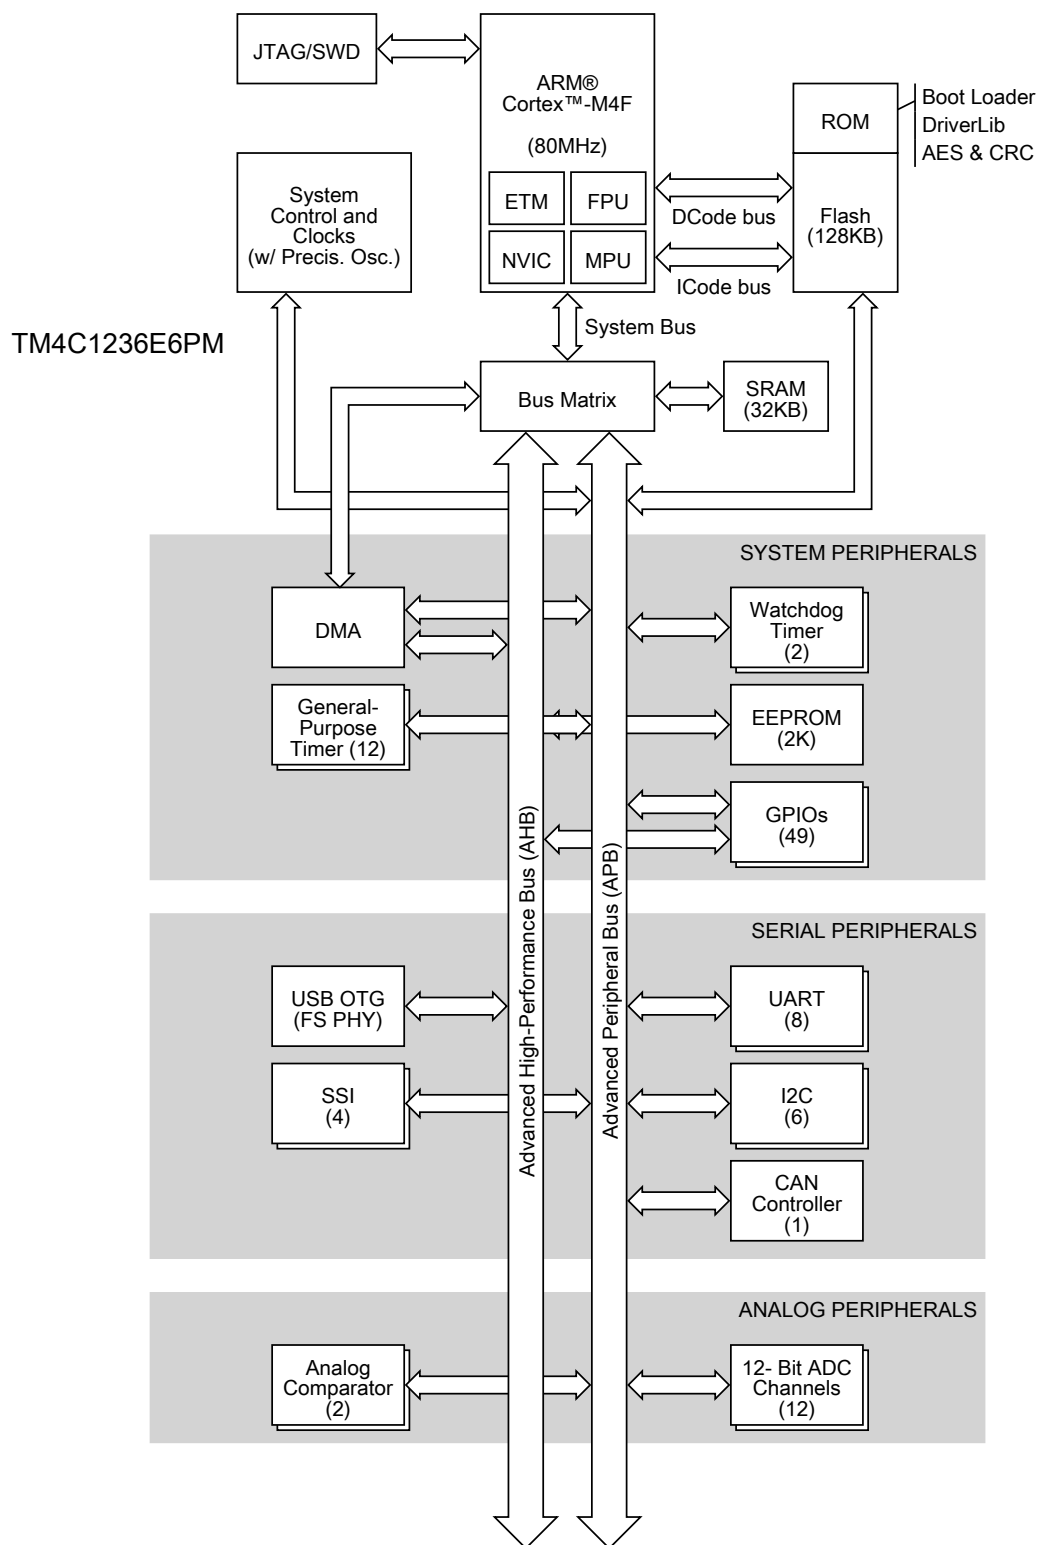 JTAG/SWD
ARM®
Cortex™-M4F
(80MHz)
ETM
FPU
NVIC
MPU
ROM
Boot Loader
DriverLib
AES & CRC
Flash
(128KB)
DCode bus
ICode bus
System
Control and
Clocks
(w/ Precis. Osc.)
TM4C1236E6PM
System Bus
Bus Matrix
SRAM
(32KB)
SYSTEM PERIPHERALS
DMA
Watchdog
Timer
(2)
General-
Purpose
Timer (12)
EEPROM
(2K)
GPIOs
(49)
Advanced High-Performance Bus (AHB)
Advanced Peripheral Bus (APB)
SERIAL PERIPHERALS
USB OTG
(FS PHY)
UART
(8)
SSI
(4)
I2C
(6)
CAN
Controller
(1)
ANALOG PERIPHERALS
Analog
Comparator
(2)
12- Bit ADC
Channels
(12)